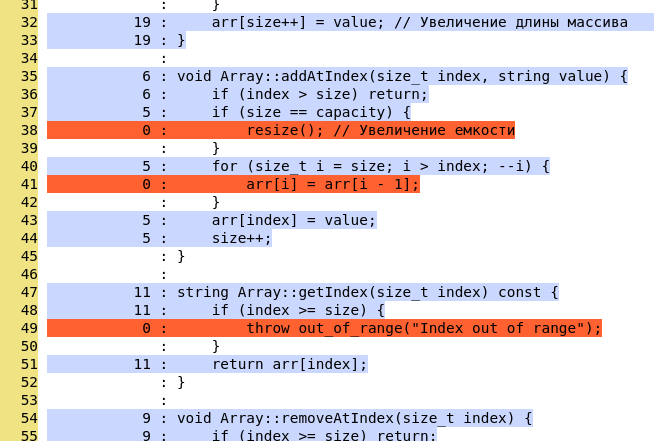 31 : }
32 19 : arr[size++] = value; // Увеличение длины массива
33 19 : }
34 :
35 6 : void Array::addAtIndex(size_t index, string value) {
36 6 : if (index > size) return;
37 5 : if (size == capacity) {
38 0 : resize(); // Увеличение емкости
39 : }
40 5 : for (size_t i = size; i > index; --i) {
41 0 : arr[i] = arr[i - 1];
42 : }
43 5 : arr[index] = value;
44 5 : size++;
45 : }
46 :
47 11 : string Array::getIndex(size_t index) const {
48 11 : if (index >= size) {
49 0 : throw out_of_range("Index out of range");
50 : }
51 11 : return arr[index];
52 : }
53 :
54 9 : void Array::removeAtIndex(size_t index) {
55 9 : if (index >= size) return;